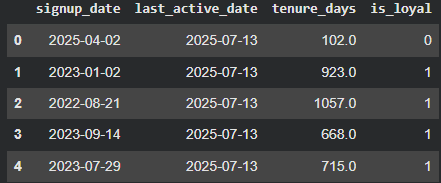 signup_date last_active_date tenure_days is_loyal
0 2025-04-02 2025-07-13 102.0 0
1 2023-01-02 2025-07-13 923.0 1
2 2022-08-21 2025-07-13 1057.0 1
3 2023-09-14 2025-07-13 668.0 1
4 2023-07-29 2025-07-13 715.0 1